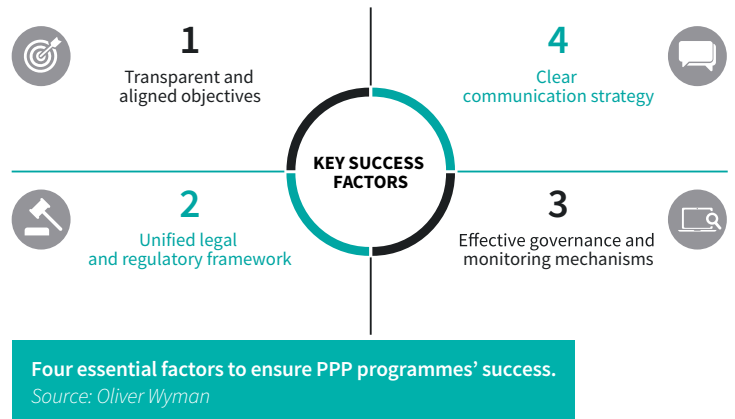 1
Transparent and
aligned objectives
2
Unified legal
and regulatory framework
KEY SUCCESS
FACTORS
3
Effective governance and
monitoring mechanisms
4
Clear
communication strategy
Four essential factors to ensure PPP programmes’ success.
Source: Oliver Wyman